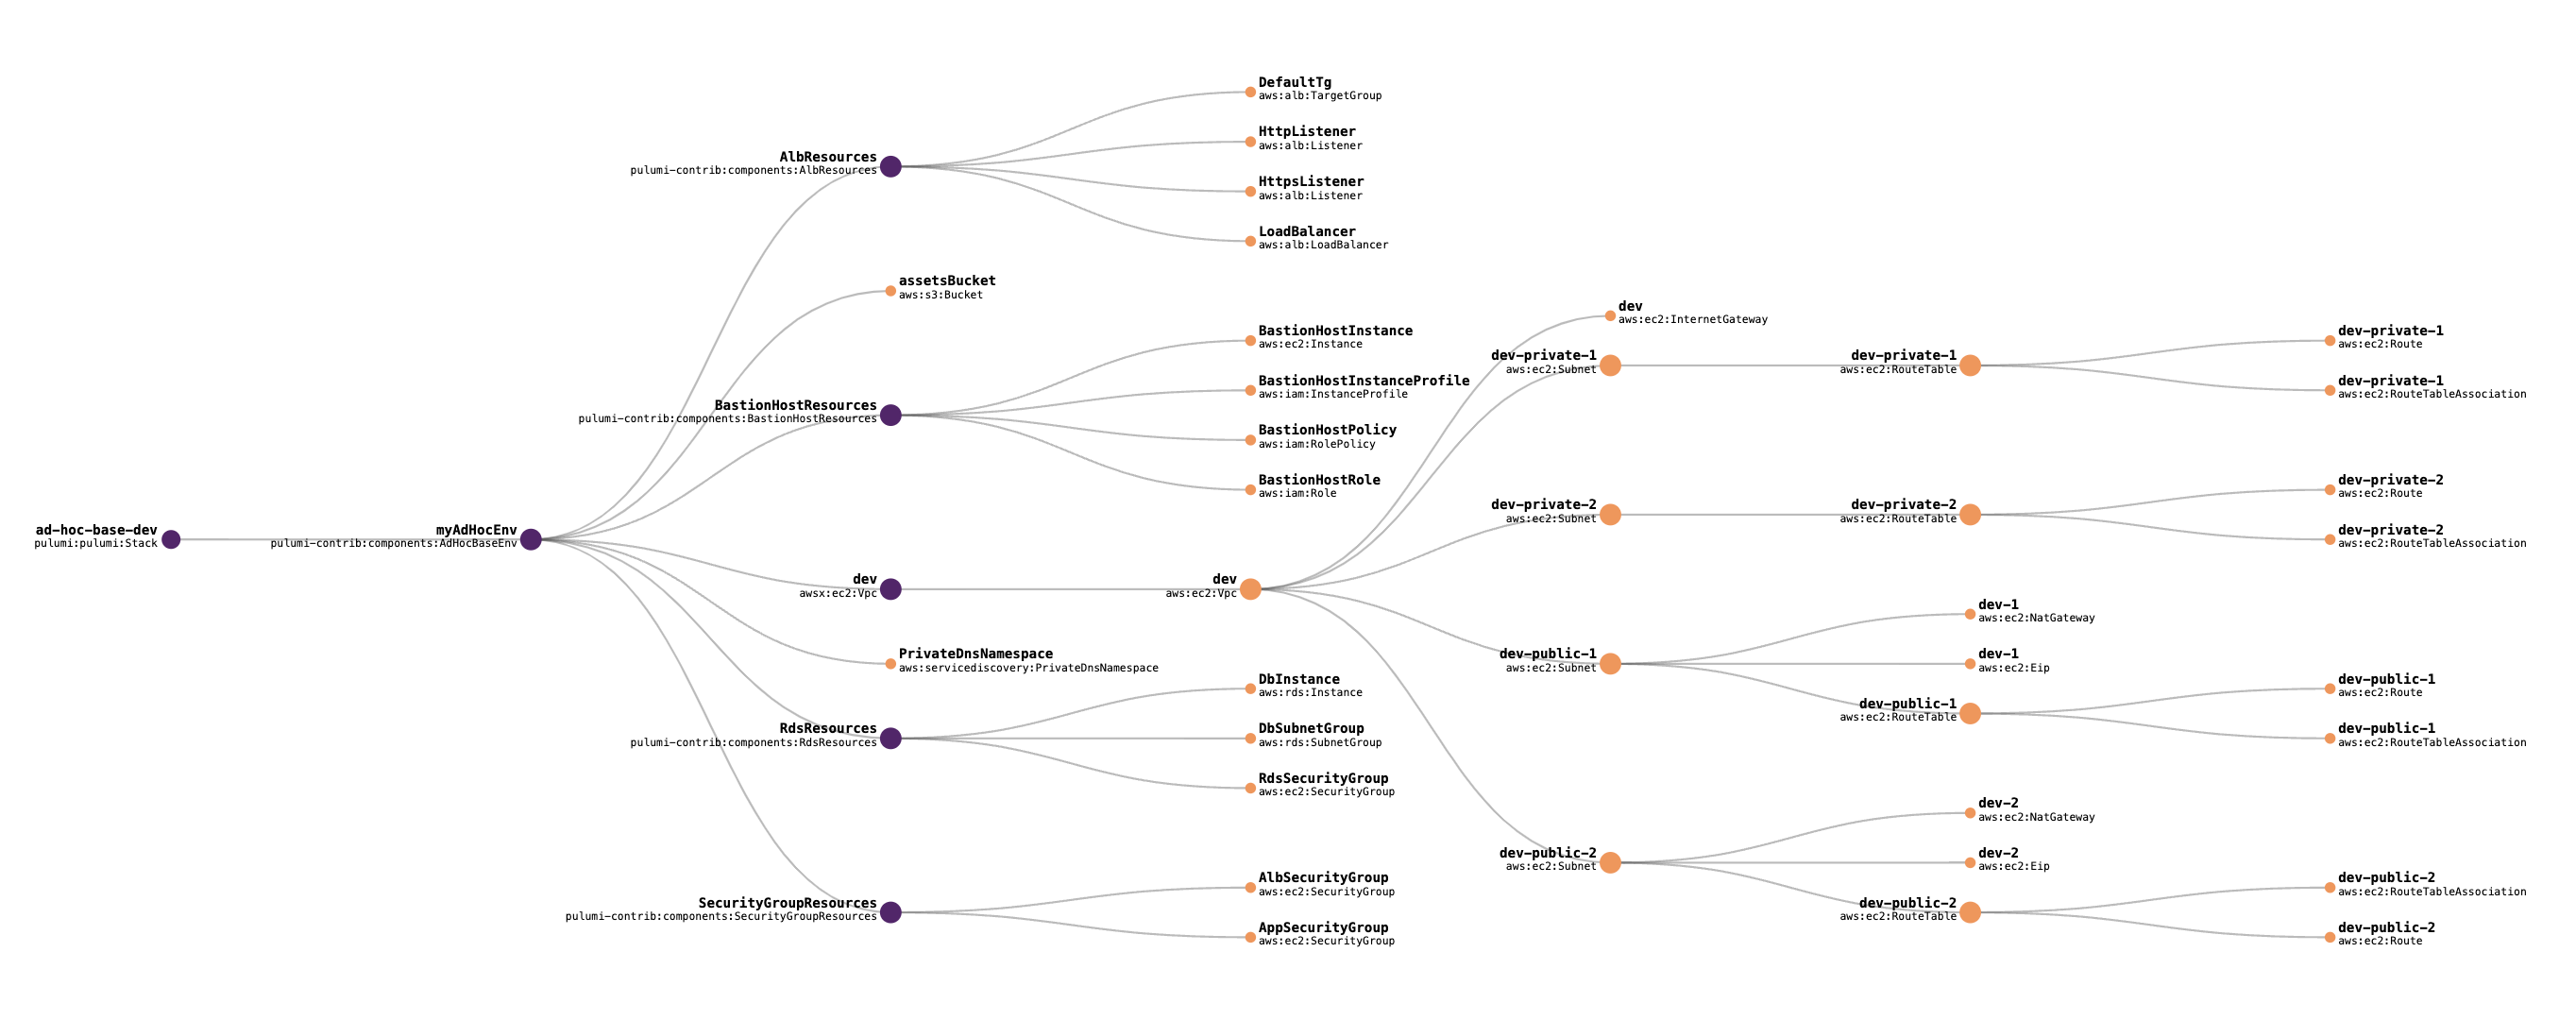 ad-hoc-base-dev
pulumi:pulumi:Stack
myAdHocEnv
pulumi-contrib:components:AdHocBaseEnv
AlbResources
pulumi-contrib:components:AlbResources
DefaultTg
aws:alb:TargetGroup
HttpListener
aws:alb:Listener
HttpsListener
aws:alb:Listener
LoadBalancer
aws:alb:LoadBalancer
assetsBucket
aws:s3:Bucket
BastionHostResources
pulumi-contrib:components:BastionHostResources
BastionHostInstance
aws:ec2:Instance
BastionHostInstanceProfile
aws:iam:InstanceProfile
BastionHostPolicy
aws:iam:RolePolicy
BastionHostRole
aws:iam:Role
dev
awsx:ec2:Vpc
dev
aws:ec2:Vpc
dev
aws:ec2:InternetGateway
dev-private-1
aws:ec2:Subnet
dev-private-1
aws:ec2:RouteTable
dev-private-1
aws:ec2:Route
dev-private-1
aws:ec2:RouteTableAssociation
dev-private-2
aws:ec2:Subnet
dev-private-2
aws:ec2:RouteTable
dev-private-2
aws:ec2:Route
dev-private-2
aws:ec2:RouteTableAssociation
dev-public-1
aws:ec2:Subnet
dev-1
aws:ec2:NatGateway
dev-1
aws:ec2:Eip
dev-public-1
aws:ec2:RouteTable
dev-public-1
aws:ec2:Route
dev-public-1
aws:ec2:RouteTableAssociation
dev-public-2
aws:ec2:Subnet
dev-2
aws:ec2:NatGateway
dev-2
aws:ec2:Eip
dev-public-2
aws:ec2:RouteTable
dev-public-2
aws:ec2:RouteTableAssociation
dev-public-2
aws:ec2:Route
PrivateDnsNamespace
aws:servicediscovery:PrivateDnsNamespace
RdsResources
pulumi-contrib:components:RdsResources
DbInstance
aws:rds:Instance
DbSubnetGroup
aws:rds:SubnetGroup
RdsSecurityGroup
aws:ec2:SecurityGroup
SecurityGroupResources
pulumi-contrib:components:SecurityGroupResources
AlbSecurityGroup
aws:ec2:SecurityGroup
AppSecurityGroup
aws:ec2:SecurityGroup